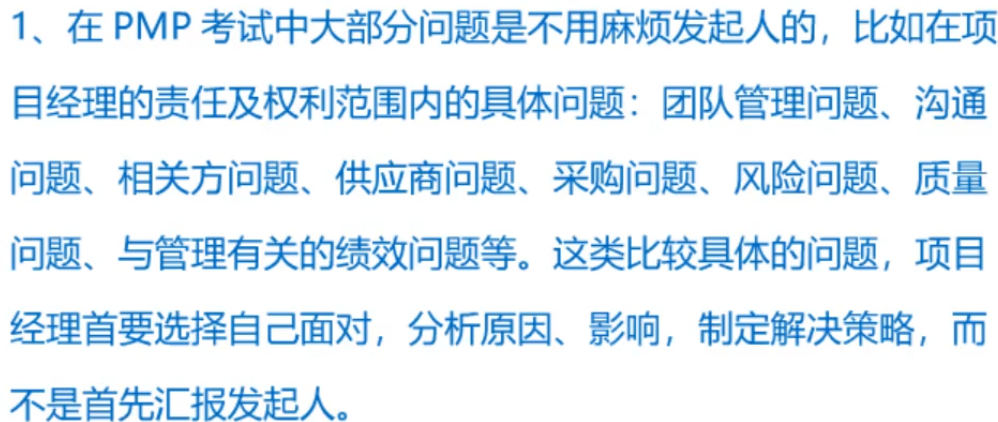 1、在 PMP 考试中大部分问题是不用麻烦发起人的，比如在项
目经理的责任及权利范围内的具体问题：团队管理问题、沟通
问题、相关方问题、供应商问题、采购问题、风险问题、质量
问题、与管理有关的绩效问题等。这类比较具体的问题，项目
经理首要选择自己面对，分析原因、影响，制定解决策略，而
不是首先汇报发起人。